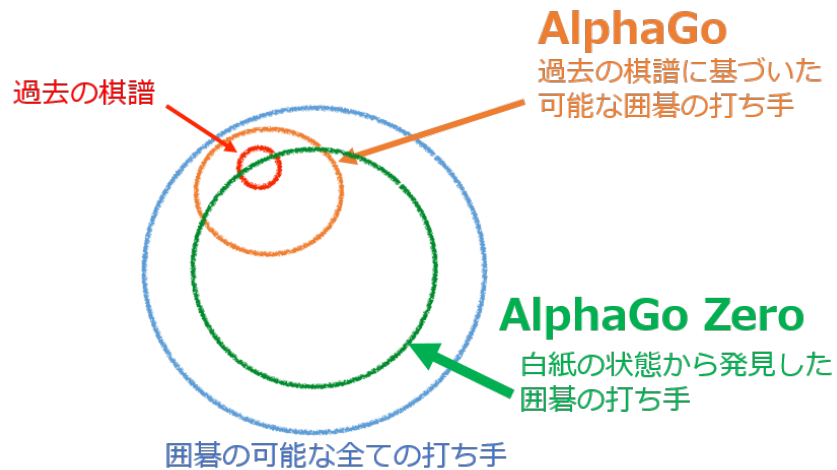 AlphaGo
過去の棋譜に基づいた
可能な囲碁の打ち手
過去の棋譜
AlphaGo Zero
白紙の状態から発見した
囲碁の打ち手
囲碁の可能な全ての打ち手